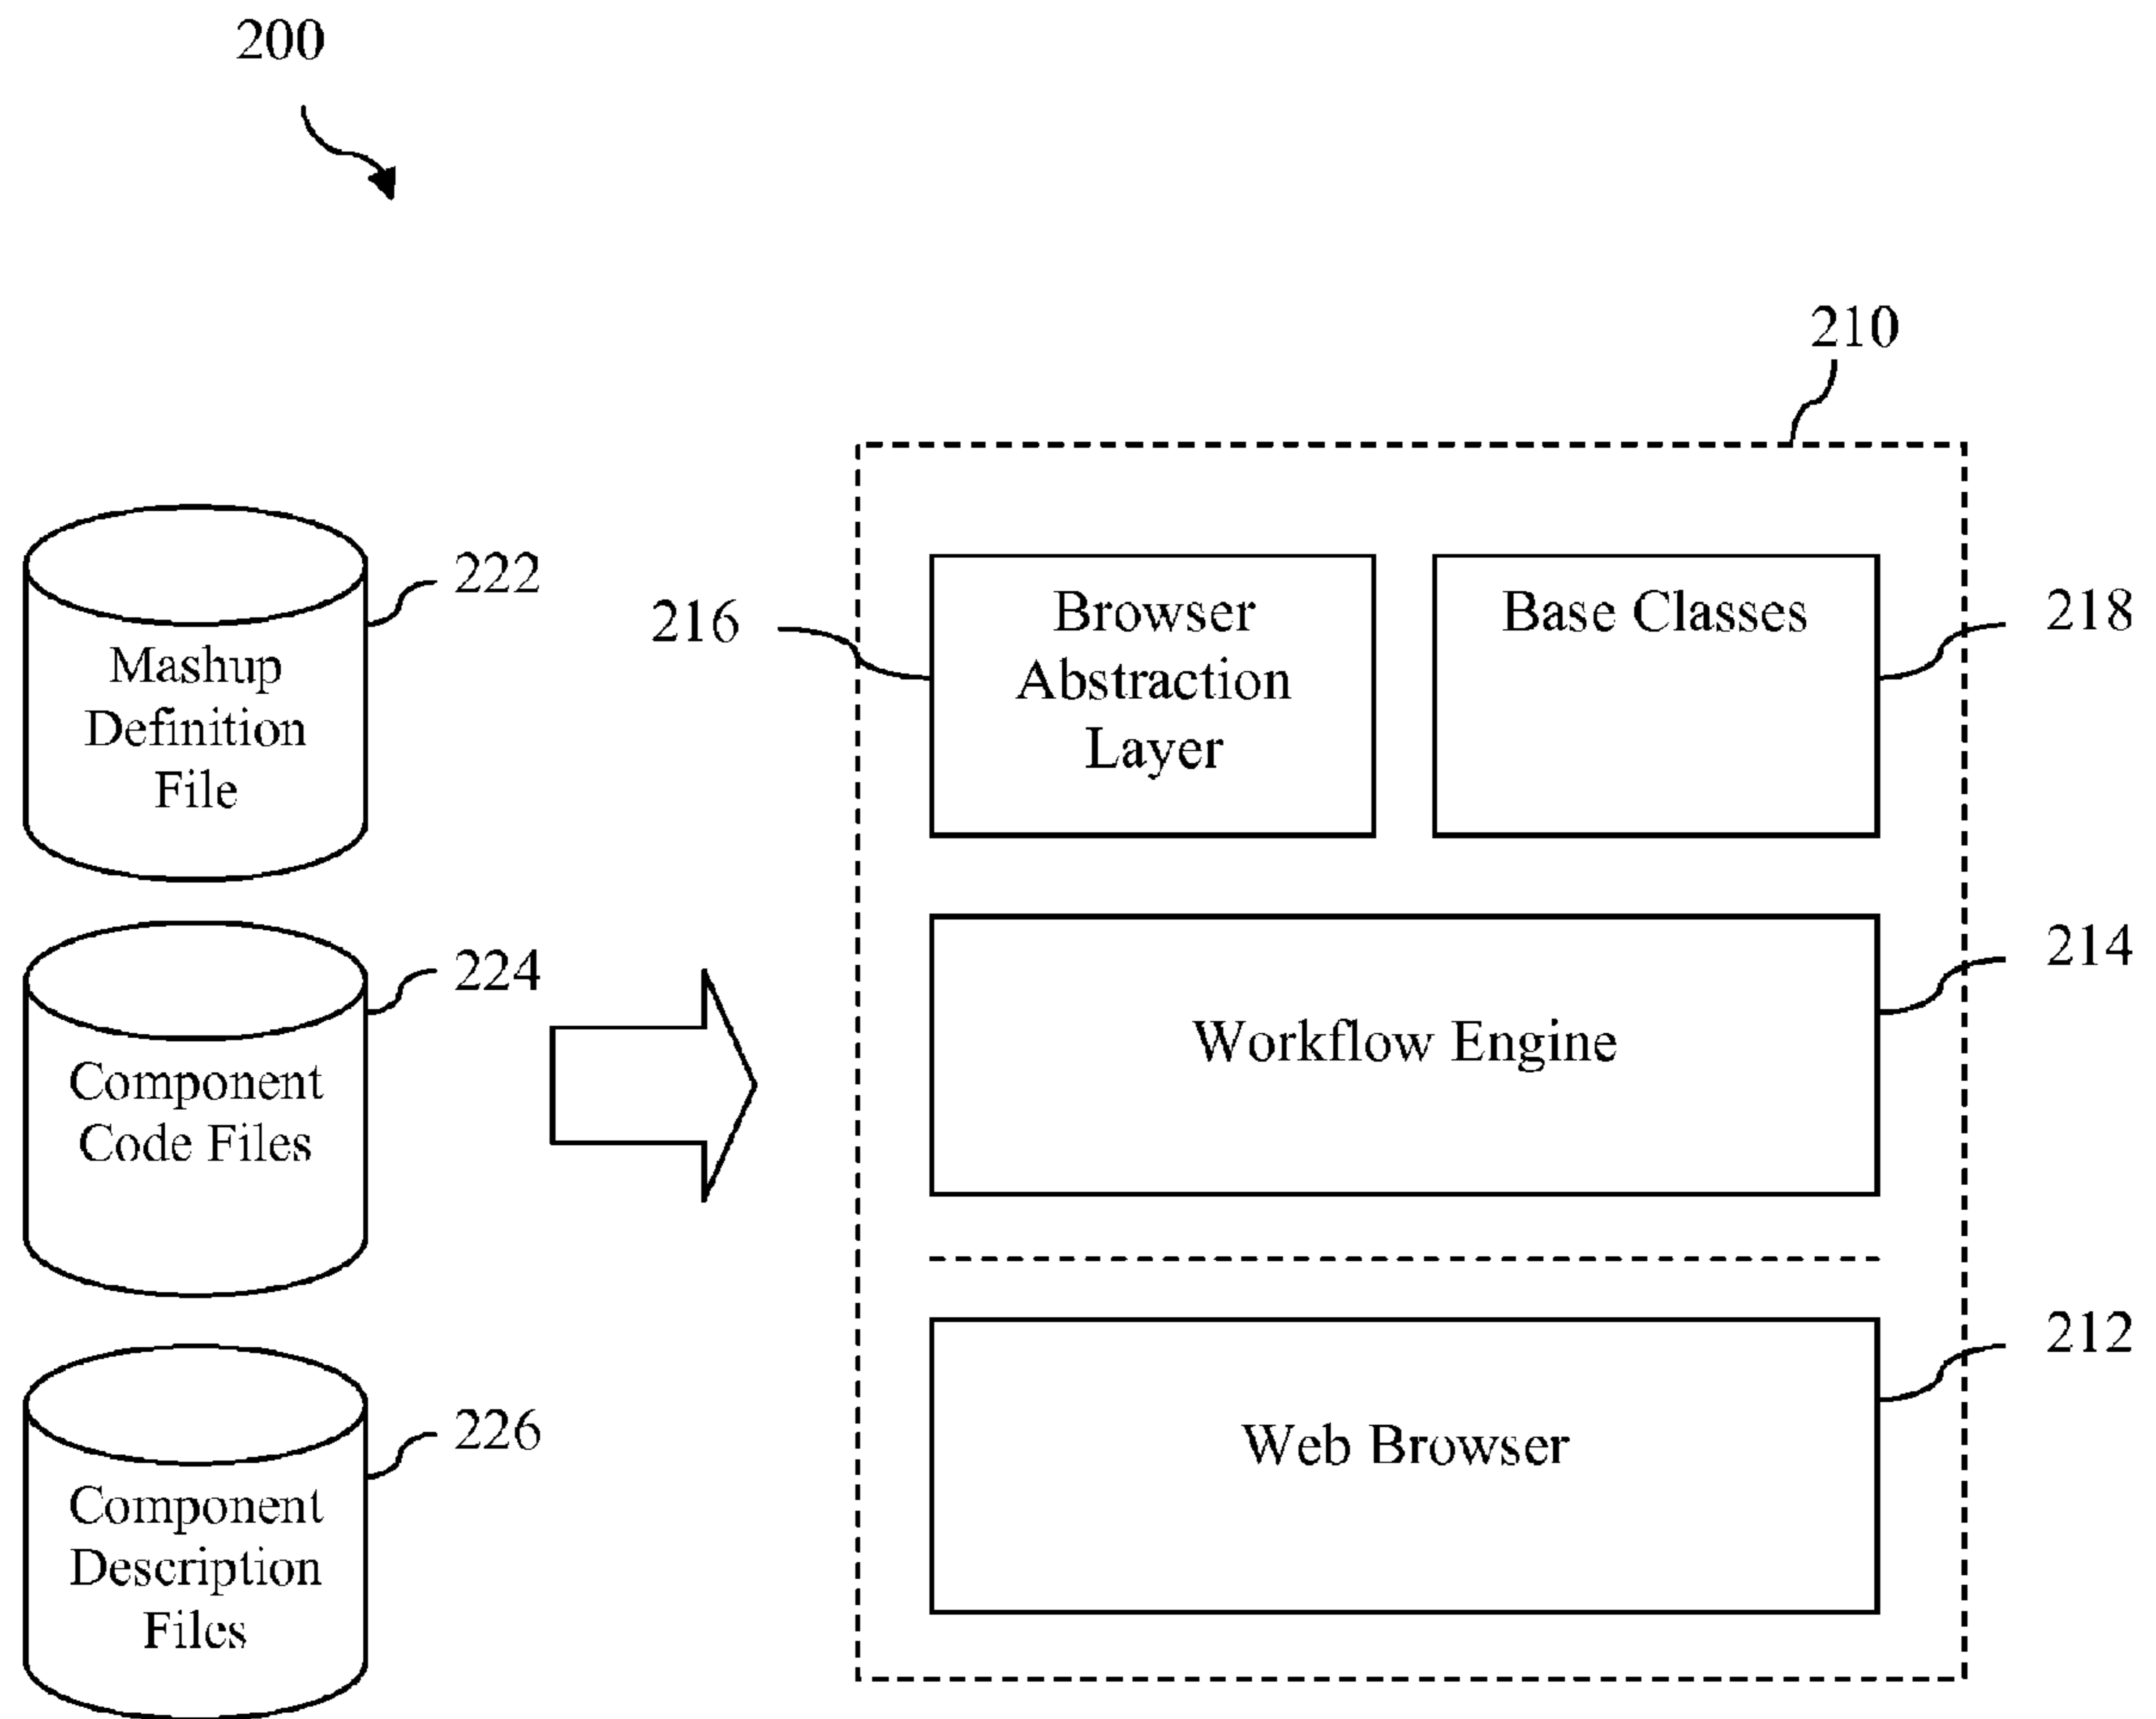 200
210
222
Mashup
Definition
File
216
Browser
Abstraction
Layer
Base Classes
218
224
Component
Code Files
Workflow Engine
214
226
Component
Description
Files
Web Browser
212